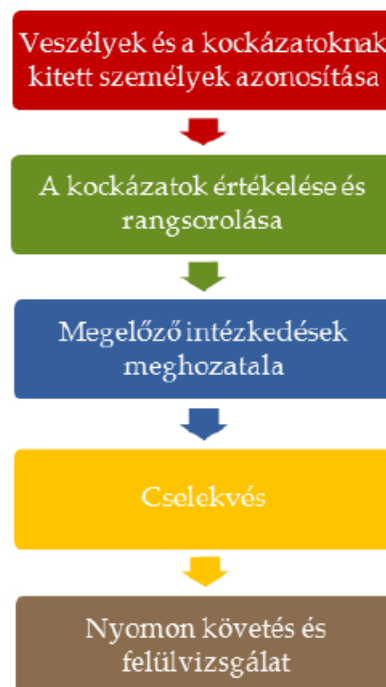 Veszélyek és a kockázatoknak
kitett személyek azonosítása
A kockázatok értékelése és
rangsorolása
Megelőző intézkedések
meghozatala
Cselekvés
Nyomon követés és
felülvizsgálat